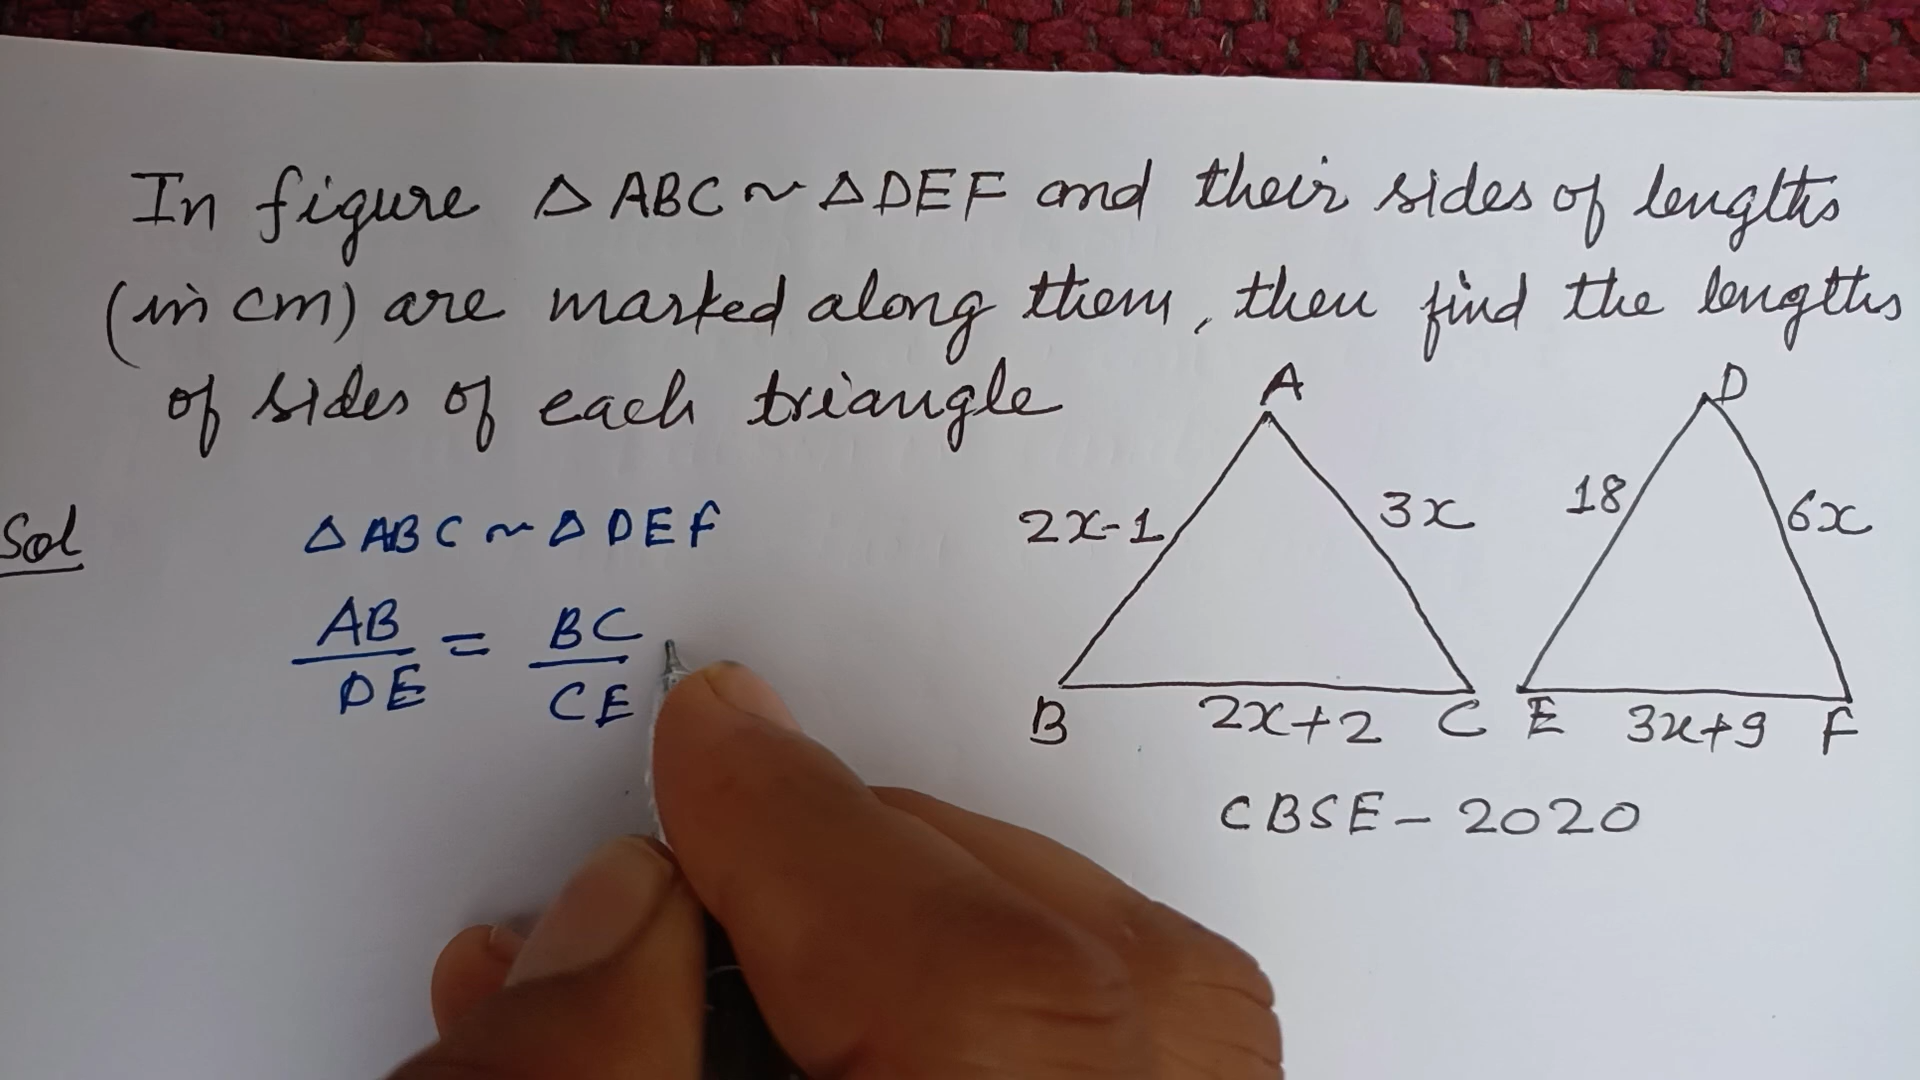 In figure △ ABC ~ △DEF and their sides of lengths
(in cm) are marked along them, then find the lengths
of sides of each triangle
Sol
△ ABC ~ △ DEF
AB
DE
=
BC
CE
A
2x-1
3x
B
2x+2
C
D
18
6x
E
3x+9
F
CBSE - 2020